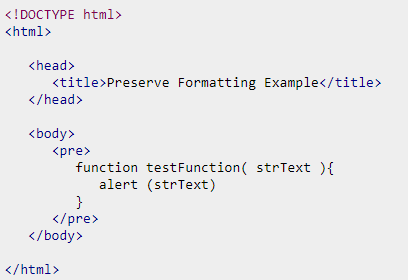 <!DOCTYPE html>
<html>
<head>
<title>Preserve Formatting Example</title>
</head>
<body>
<pre>
function testFunction( strText ){
alert (strText)
}
</pre>
</body>
</html>